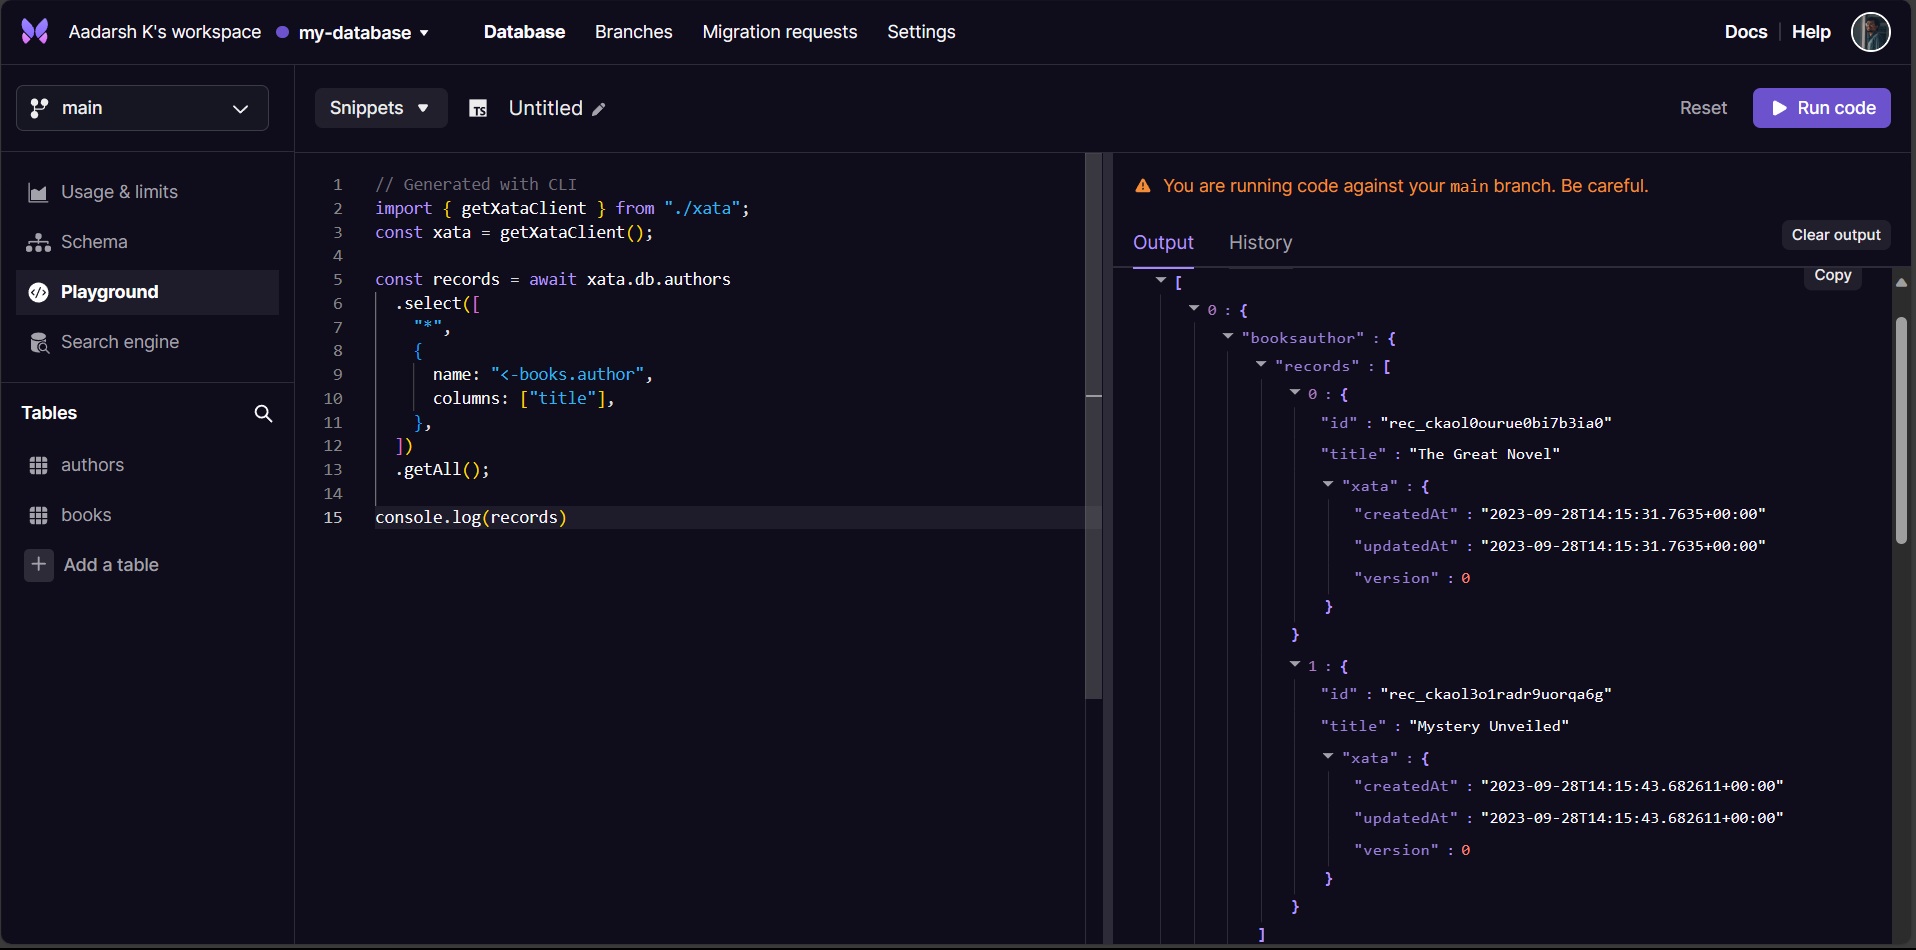 Aadarsh K's workspace my-database Database Branches Migration requests Settings Docs Help
main
Snippets TS Untitled Reset Run code
Usage & limits
Schema
Playground
Search engine
Tables
authors
books
Add a table
1 // Generated with CLI
2 import { getXataClient } from "./xata";
3 const xata = getXataClient();
4
5 const records = await xata.db.authors
6 .select([
7 "*",
8 {
9 name: "<-books.author",
10 columns: ["title"],
11 },
12 ])
13 .getAll();
14
15 console.log(records)
You are running code against your main branch. Be careful.
Output History Clear output
Copy
[
0 : {
"booksauthor" : {
"records" : [
0 : {
"id" : "rec_ckaol0ourue0bi7b3ia0"
"title" : "The Great Novel"
"xata" : {
"createdAt" : "2023-09-28T14:15:31.7635+00:00"
"updatedAt" : "2023-09-28T14:15:31.7635+00:00"
"version" : 0
}
}
1 : {
"id" : "rec_ckaol3o1radr9uorqa6g"
"title" : "Mystery Unveiled"
"xata" : {
"createdAt" : "2023-09-28T14:15:43.682611+00:00"
"updatedAt" : "2023-09-28T14:15:43.682611+00:00"
"version" : 0
}
}
]